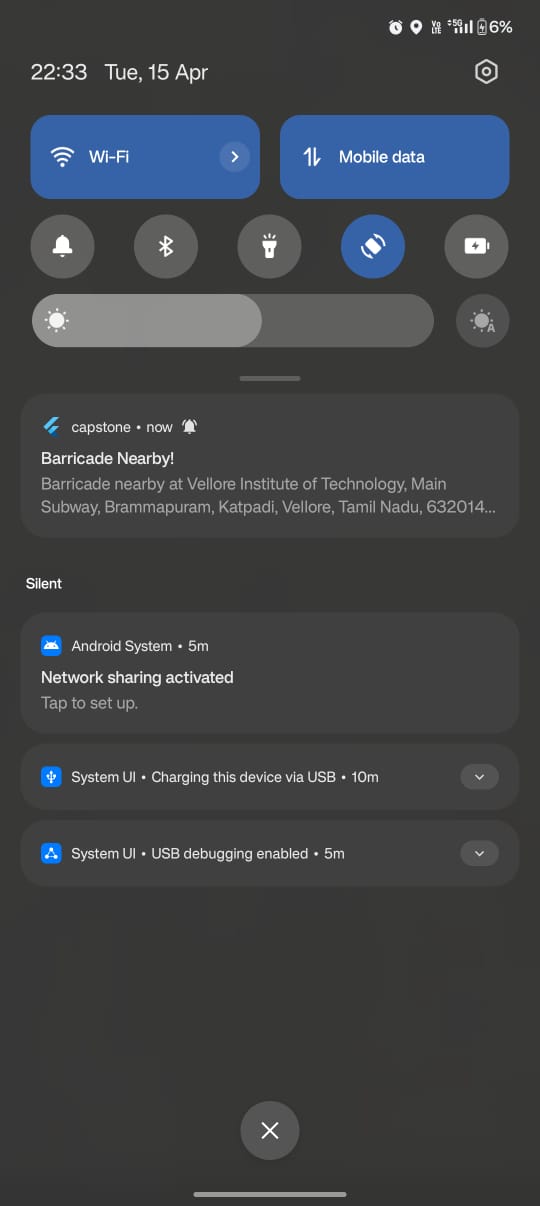 Vo LTE 5G 6%
22:33 Tue, 15 Apr
Wi-Fi Mobile data
A
capstone • now
Barricade Nearby!
Barricade nearby at Vellore Institute of Technology, Main
Subway, Brammapuram, Katpadi, Vellore, Tamil Nadu, 632014...
Silent
Android System • 5m
Network sharing activated
Tap to set up.
System UI • Charging this device via USB • 10m
System UI • USB debugging enabled • 5m